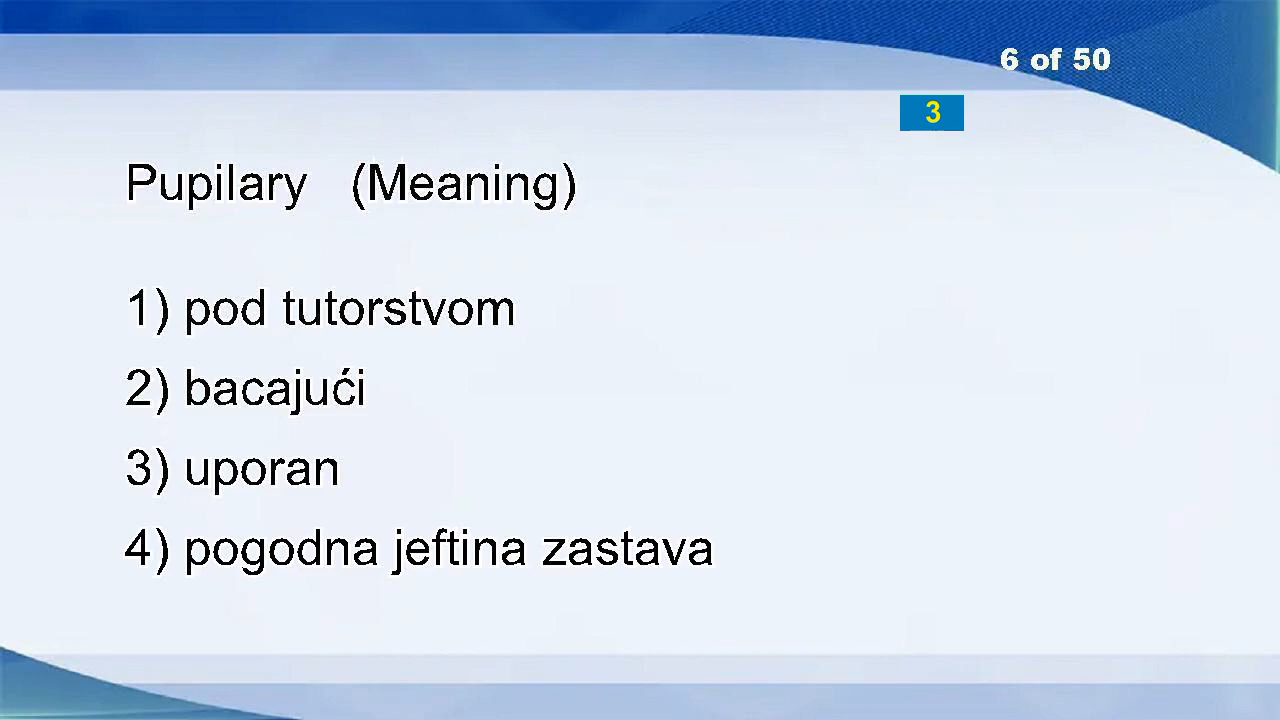 6 of 50
3
Pupilary (Meaning)
1) pod tutorstvom
2) bacajući
3) uporan
4) pogodna jeftina zastava